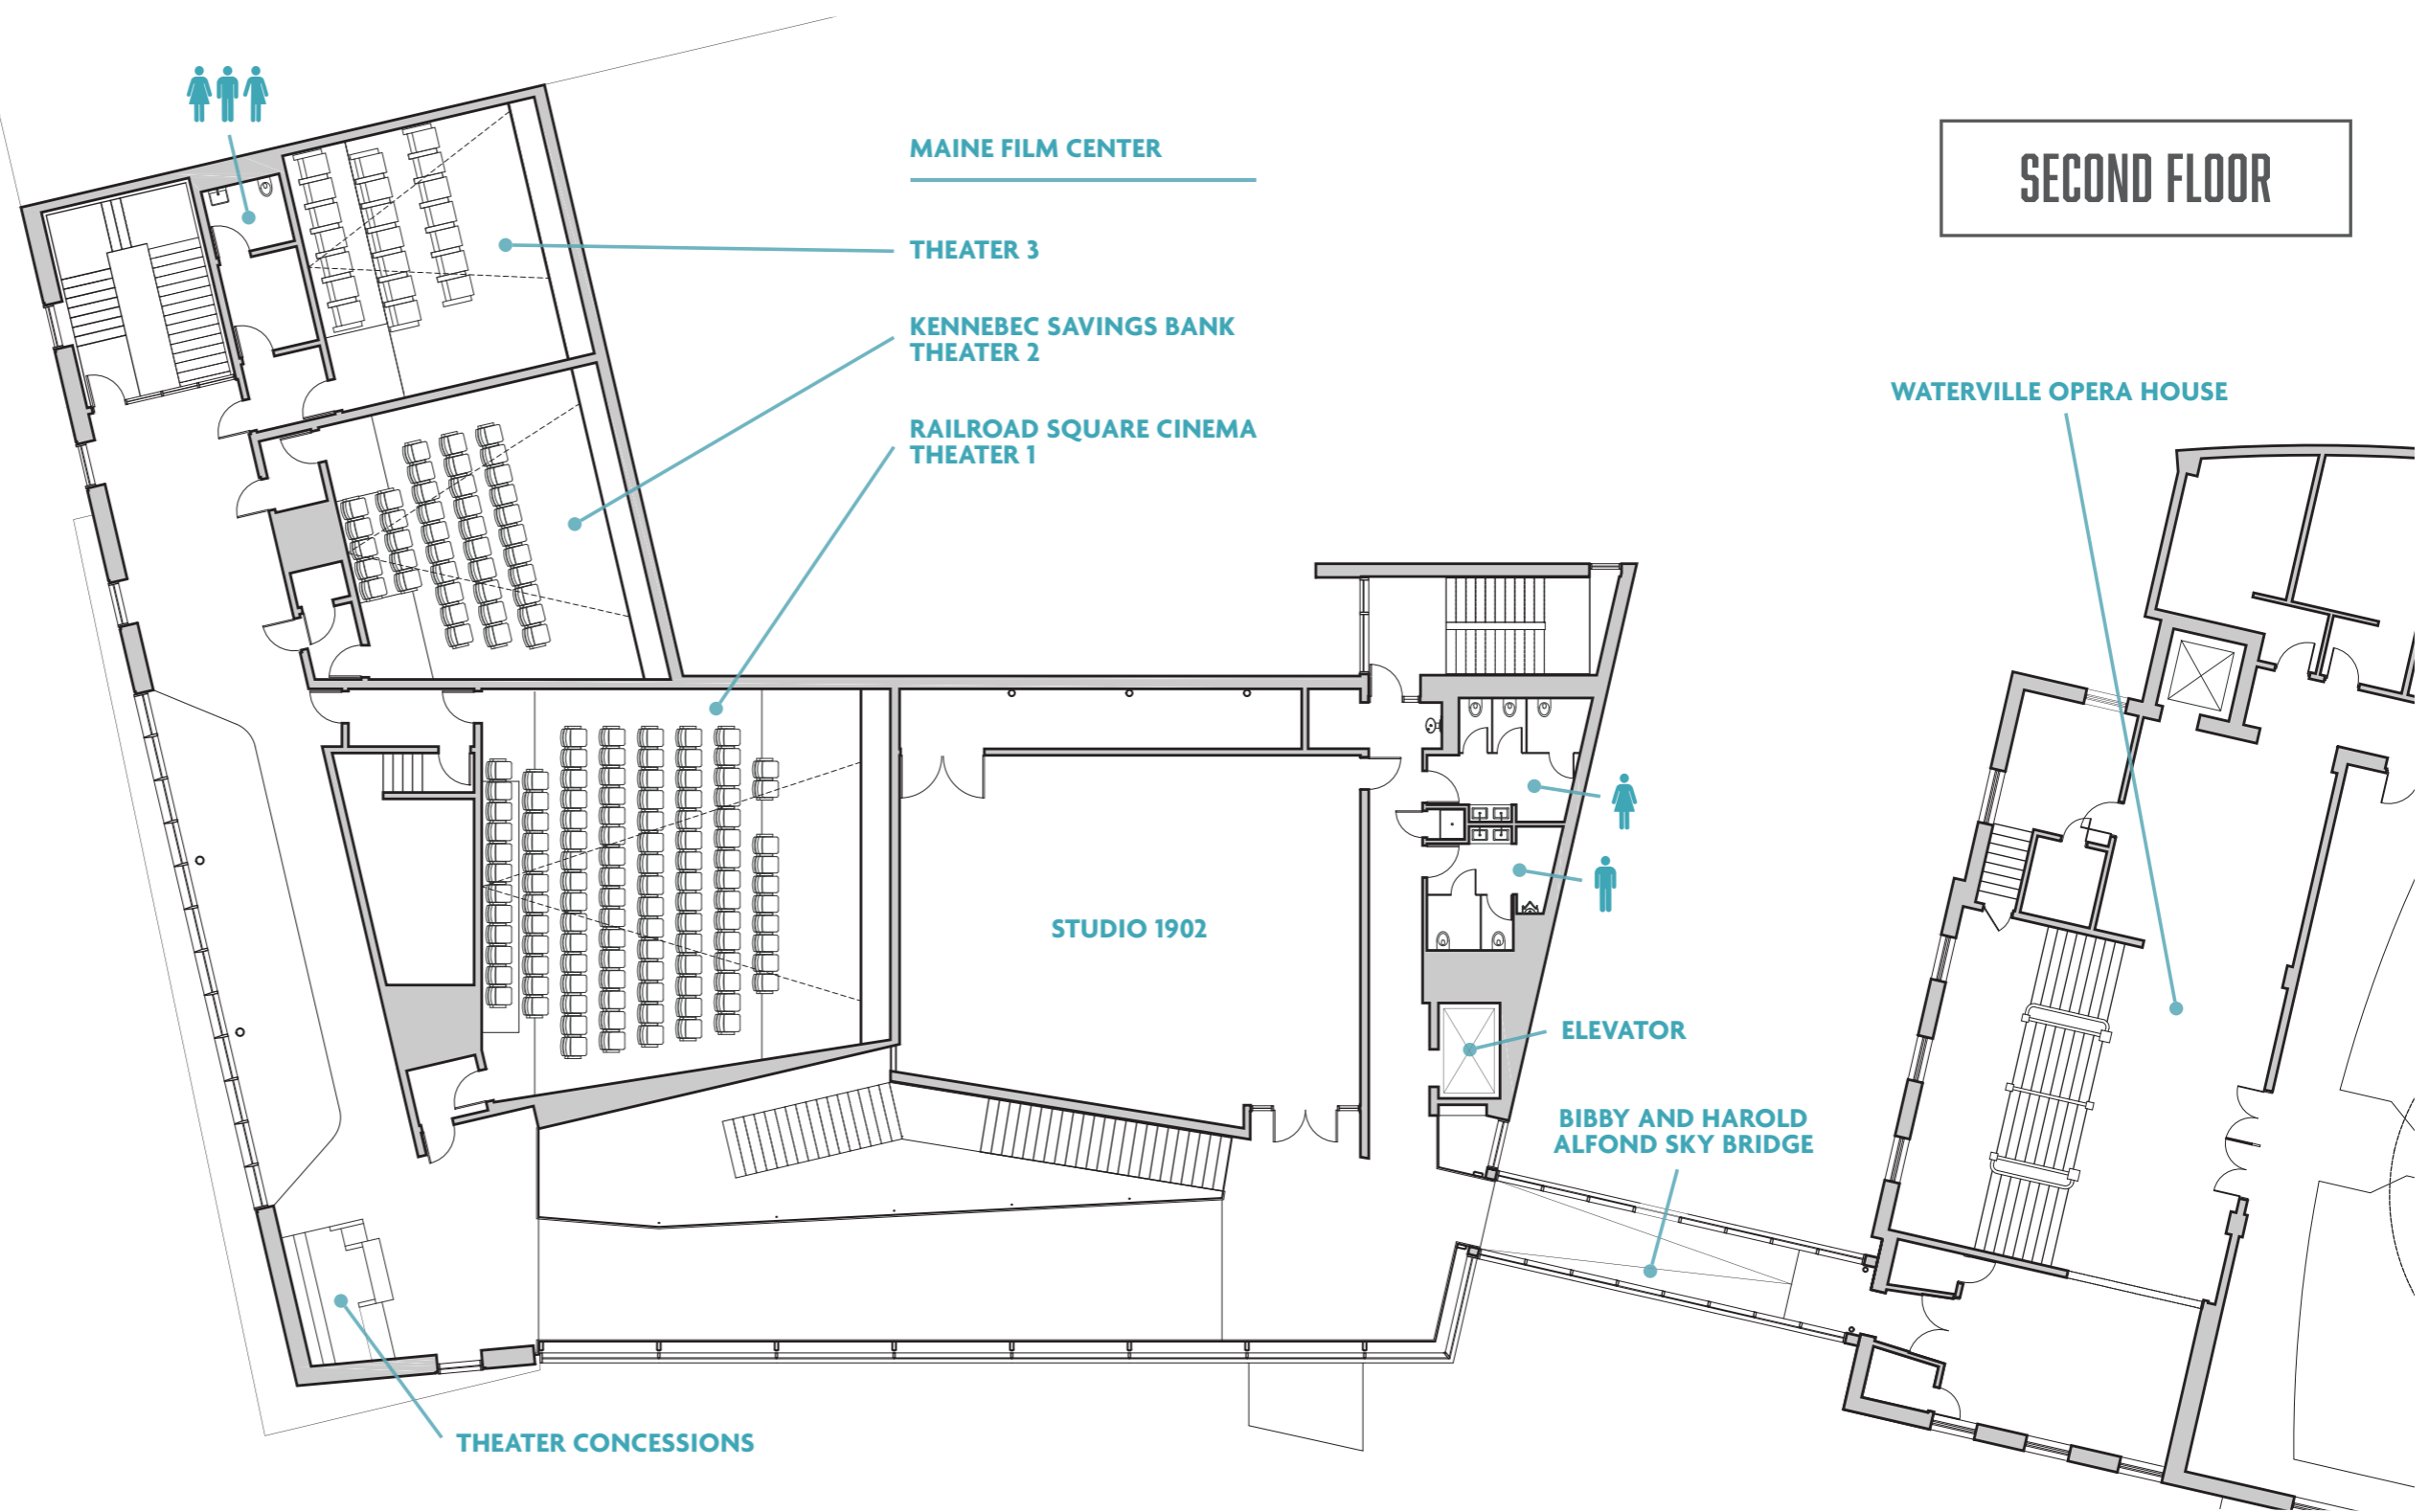 MAINE FILM CENTER
SECOND FLOOR
THEATER 3
KENNEBEC SAVINGS BANK
THEATER 2
WATERVILLE OPERA HOUSE
RAILROAD SQUARE CINEMA
THEATER 1
STUDIO 1902
ELEVATOR
BIBBY AND HAROLD
ALFOND SKY BRIDGE
THEATER CONCESSIONS